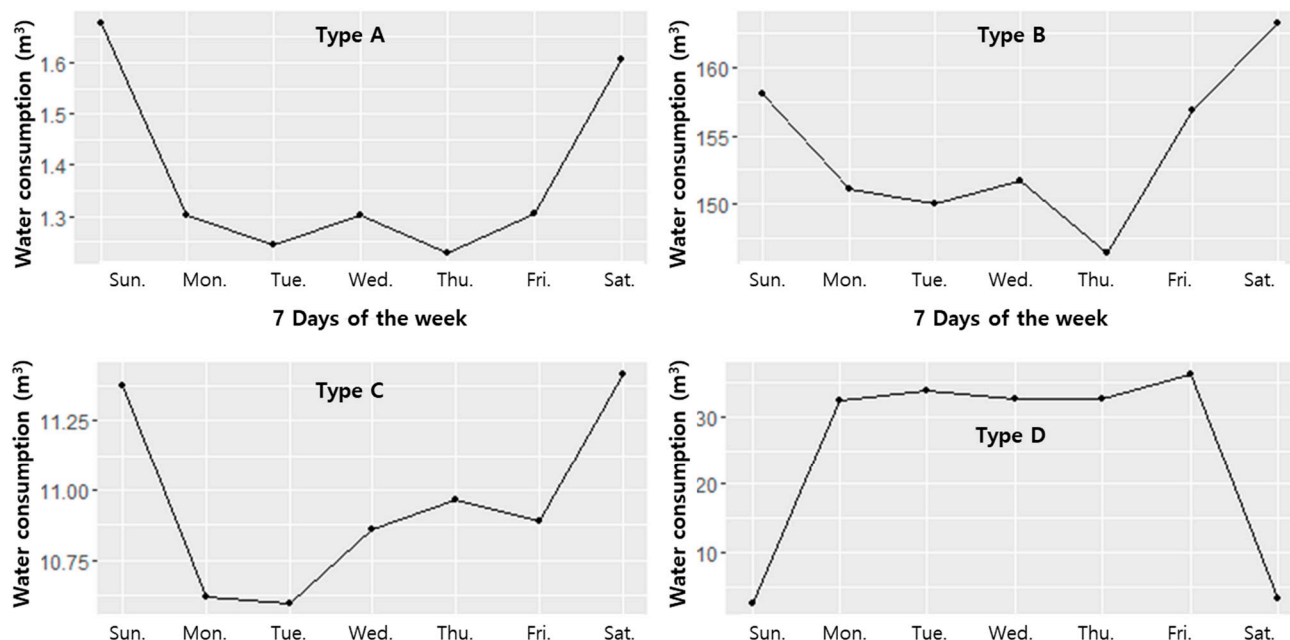 Type A
Water consumption (m³)
1.6
1.5
1.4
1.3
Sun. Mon. Tue. Wed. Thu. Fri. Sat.
7 Days of the week
Type B
Water consumption (m³)
160
155
150
Sun. Mon. Tue. Wed. Thu. Fri. Sat.
7 Days of the week
Type C
Water consumption (m³)
11.25
11.00
10.75
Sun. Mon. Tue. Wed. Thu. Fri. Sat.
Type D
Water consumption (m³)
30
20
10
Sun. Mon. Tue. Wed. Thu. Fri. Sat.